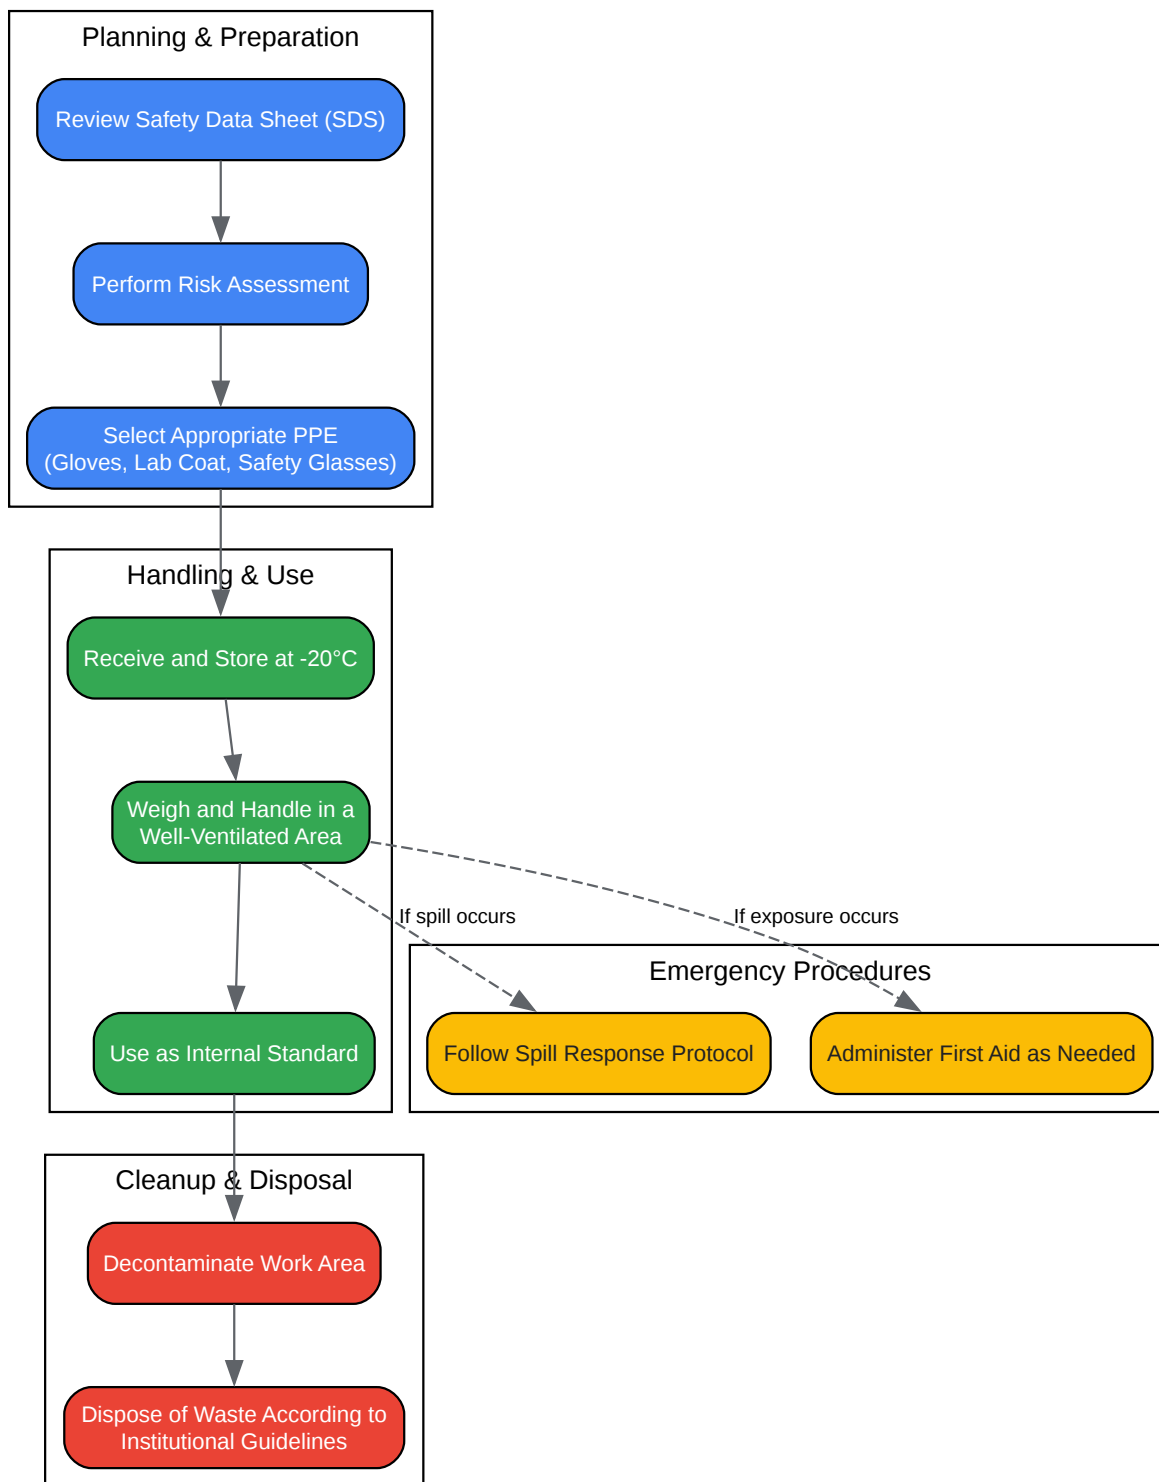 Planning & Preparation
Review Safety Data Sheet (SDS)
Perform Risk Assessment
Select Appropriate PPE
(Gloves, Lab Coat, Safety Glasses)
Handling & Use
Receive and Store at -20°C
Weigh and Handle in a
Well-Ventilated Area
If spill occurs
If exposure occurs
Emergency Procedures
Use as Internal Standard
Follow Spill Response Protocol
Administer First Aid as Needed
Cleanup & Disposal
Decontaminate Work Area
Dispose of Waste According to
Institutional Guidelines